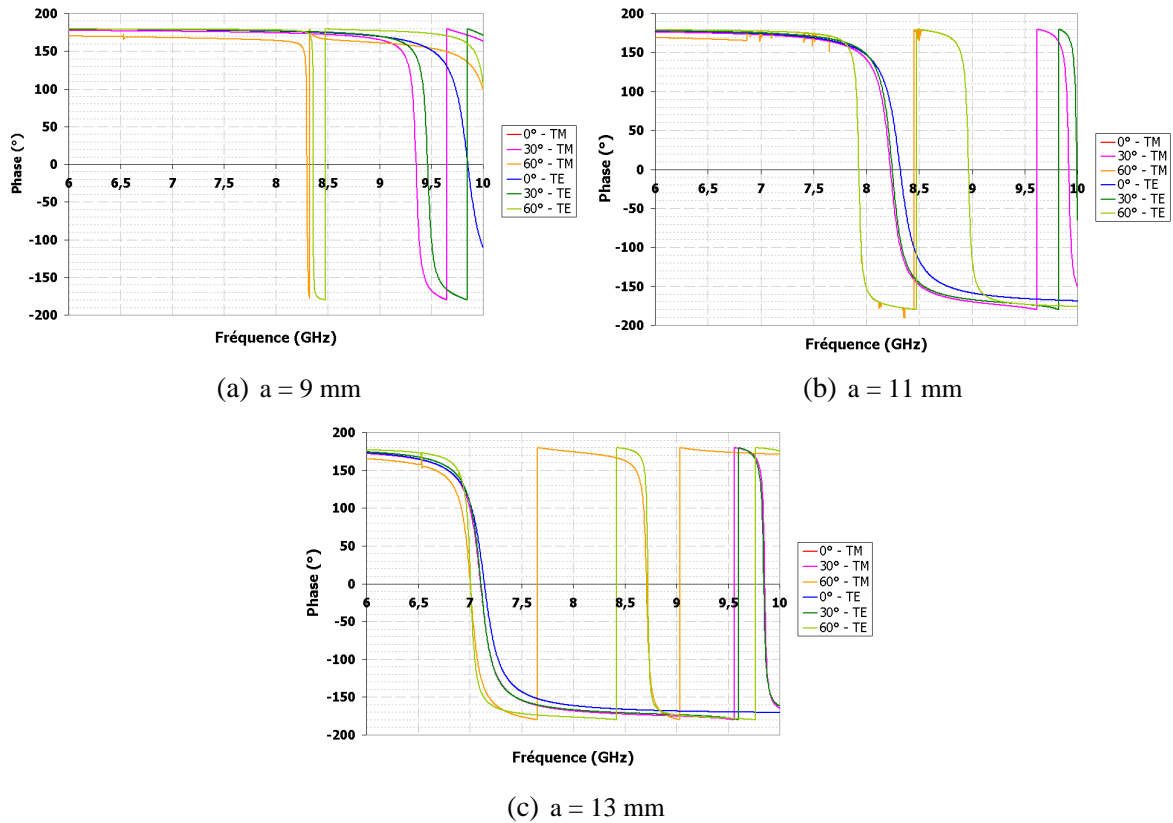 200
150
100
50
0
-50
-100
-150
-200
Phase (°)
6 6,5 7 7,5 8 8,5 9 9,5 10
Fréquence (GHz)
0° - TM
30° - TM
60° - TM
0° - TE
30° - TE
60° - TE
(a) a = 9 mm
200
150
100
50
0
-50
-100
-150
-200
Phase (°)
6 6,5 7 7,5 8 8,5 9 9,5 10
Fréquence (GHz)
0° - TM
30° - TM
60° - TM
0° - TE
30° - TE
60° - TE
(b) a = 11 mm
200
150
100
50
0
-50
-100
-150
-200
Phase (°)
6 6,5 7 7,5 8 8,5 9 9,5 10
Fréquence (GHz)
0° - TM
30° - TM
60° - TM
0° - TE
30° - TE
60° - TE
(c) a = 13 mm